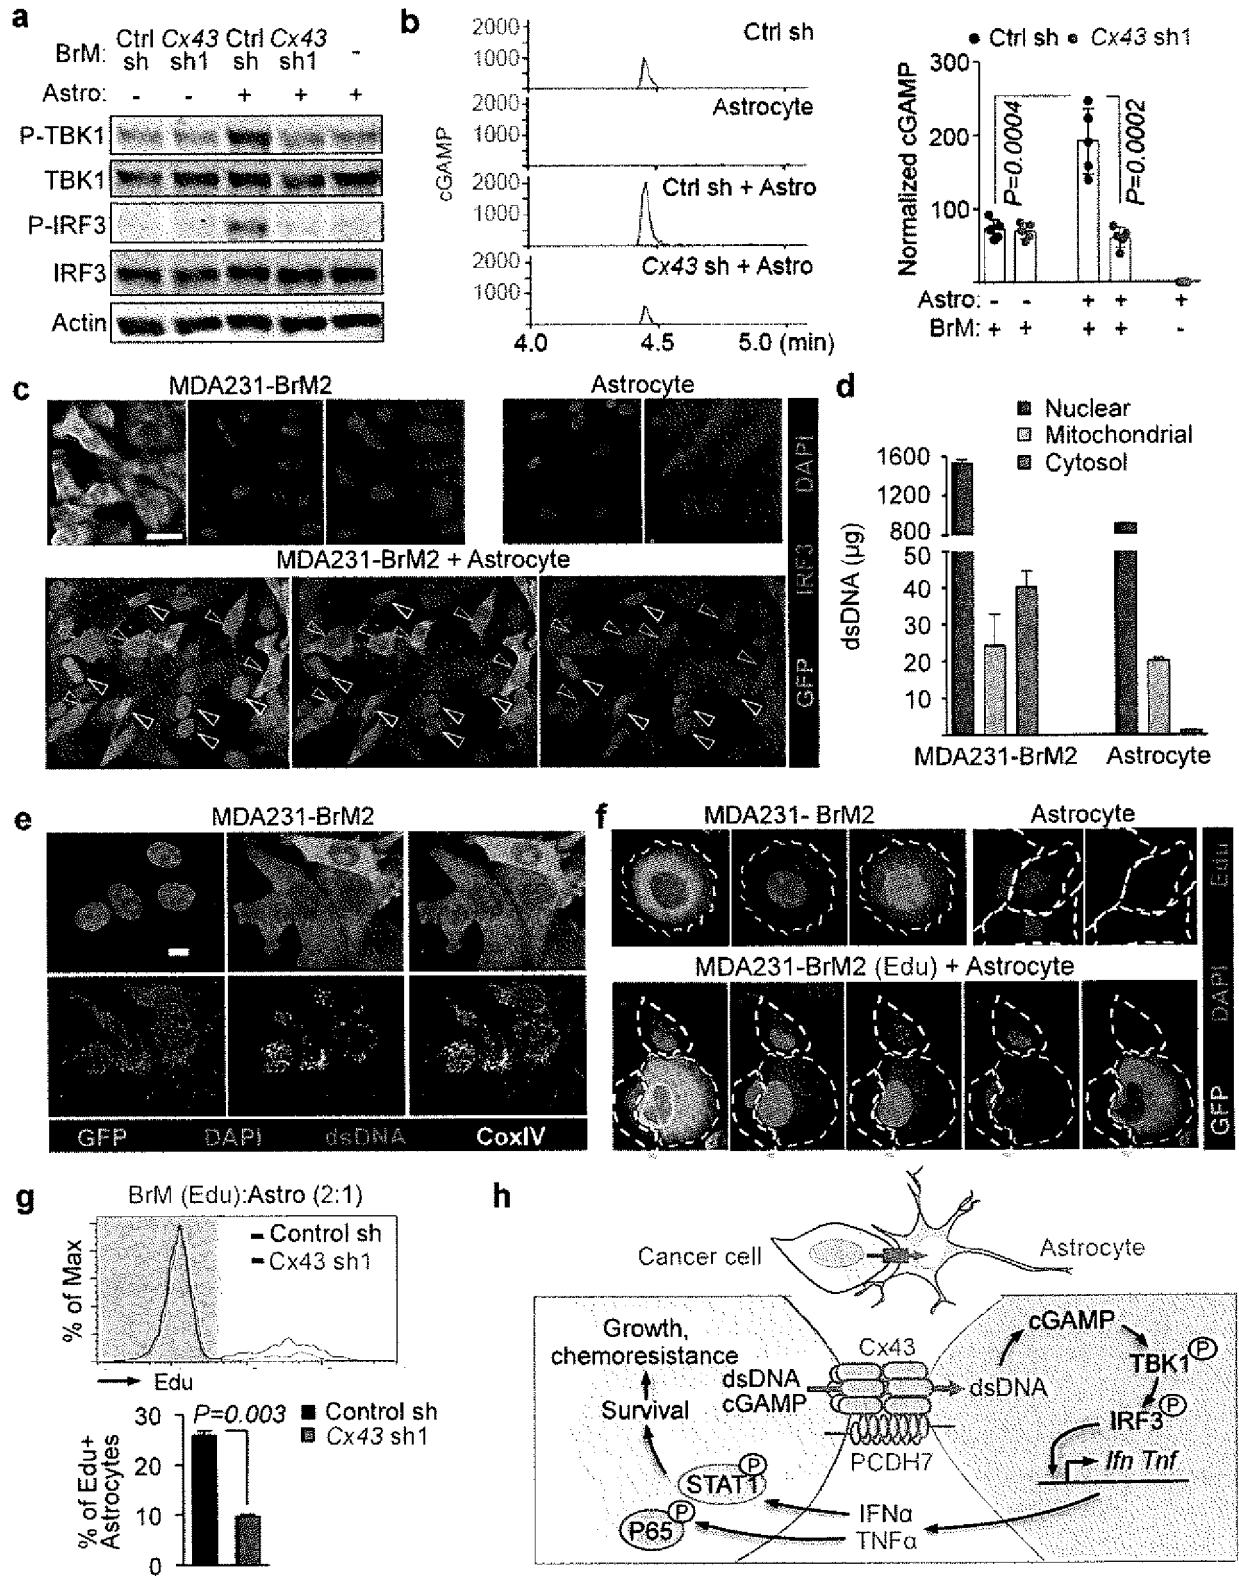 a
BrM: Ctrl sh Cx43 sh1 Ctrl sh Cx43 sh1 -
Astro: - - + + +
P-TBK1
TBK1
P-IRF3
IRF3
Actin
b
cGAMP
2000
1000
Ctrl sh
2000
1000
Astrocyte
2000
1000
Ctrl sh + Astro
2000
1000
Cx43 sh + Astro
4.0 4.5 5.0 (min)
Ctrl sh Cx43 sh1
Normalized cGAMP
300
200
100
P=0.0004
P=0.0002
Astro: - - + + +
BrM: + + + + -
c
MDA231-BrM2
Astrocyte
MDA231-BrM2 + Astrocyte
GFP IRF3 DAPI
d
Nuclear
Mitochondrial
Cytosol
dsDNA (µg)
1600
1200
800
50
40
30
20
10
MDA231-BrM2 Astrocyte
e
MDA231-BrM2
GFP DAPI dsDNA CoxIV
f
MDA231- BrM2
Astrocyte
MDA231-BrM2 (Edu) + Astrocyte
GFP DAPI Edu
g
BrM (Edu):Astro (2:1)
Control sh
Cx43 sh1
% of Max
Edu
% of Edu+ Astrocytes
30
20
10
0
P=0.003
Control sh
Cx43 sh1
h
Cancer cell
Astrocyte
Growth,
chemoresistance
Survival
STAT1 P
P65 P
dsDNA
cGAMP
Cx43
PCDH7
dsDNA
cGAMP
TBK1 P
IRF3 P
Ifn Tnf
IFNα
TNFα